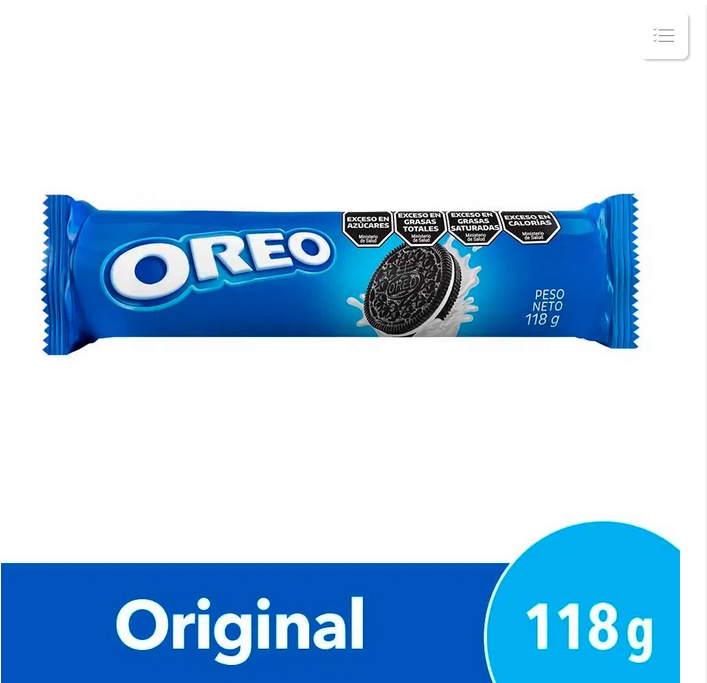 OREO
EXCESO EN
AZÚCARES
Ministerio
de Salud
EXCESO EN
GRASAS
TOTALES
Ministerio
de Salud
EXCESO EN
GRASAS
SATURADAS
Ministerio
de Salud
EXCESO EN
CALORÍAS
Ministerio
de Salud
OREO
PESO
NETO
118 g
Original
118 g